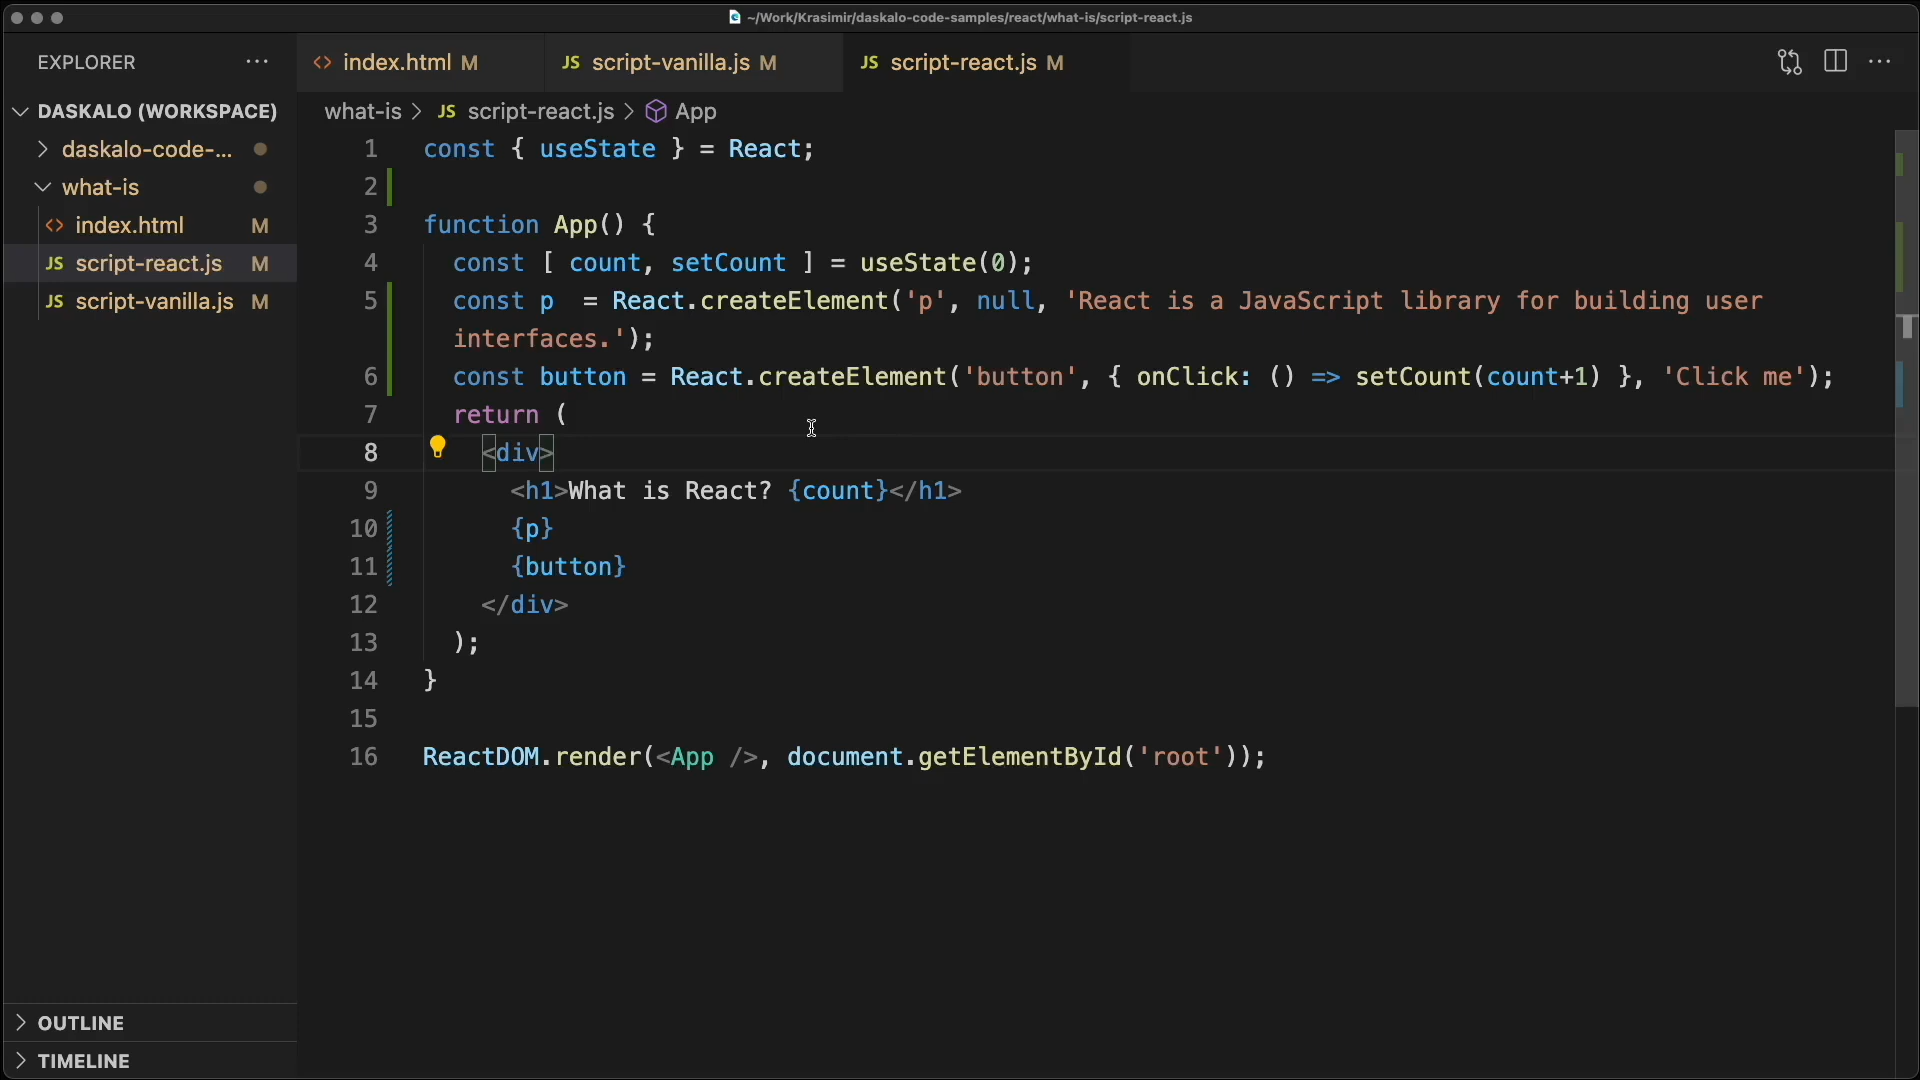 ~/Work/Krasimir/daskalo-code-samples/react/what-is/script-react.js
EXPLORER ···
<> index.html M
JS script-vanilla.js M
JS script-react.js M
···
DASKALO (WORKSPACE)
daskalo-code-...
what-is
<> index.html M
JS script-react.js M
JS script-vanilla.js M
OUTLINE
TIMELINE
what-is > JS script-react.js > App
1 const { useState } = React;
2
3 function App() {
4   const [ count, setCount ] = useState(0);
5   const p  = React.createElement('p', null, 'React is a JavaScript library for building user
  interfaces.');
6   const button = React.createElement('button', { onClick: () => setCount(count+1) }, 'Click me');
7   return (
8     <div>
9       <h1>What is React? {count}</h1>
10       {p}
11       {button}
12     </div>
13   );
14 }
15
16 ReactDOM.render(<App />, document.getElementById('root'));